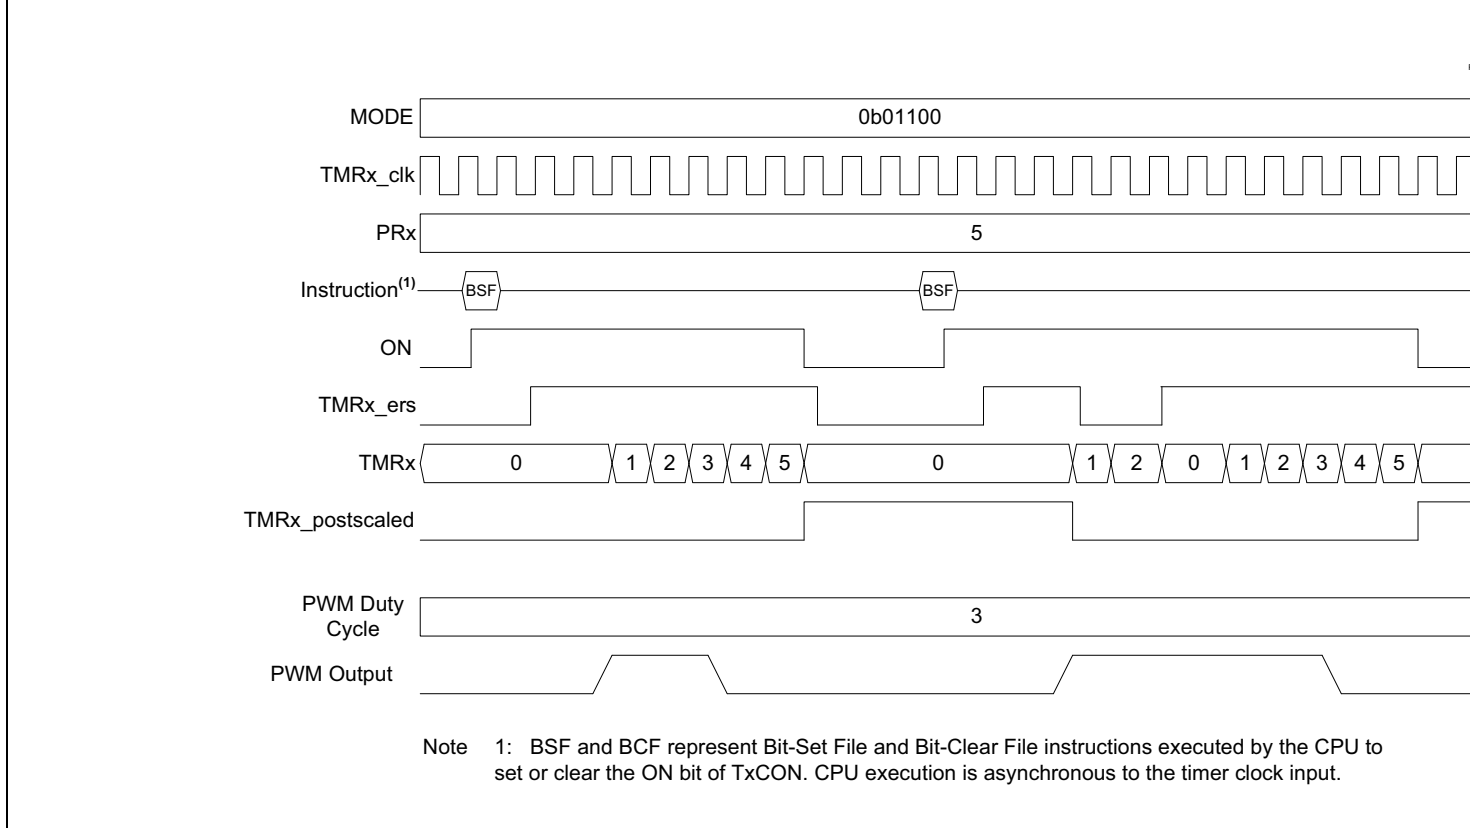 MODE 0b01100
TMRx_clk
PRx 5
Instruction(1) BSF BSF
ON
TMRx_ers
TMRx 0 1 2 3 4 5 0 1 2 0 1 2 3 4 5
TMRx_postscaled
PWM Duty
Cycle 3
PWM Output
Note 1: BSF and BCF represent Bit-Set File and Bit-Clear File instructions executed by the CPU to
set or clear the ON bit of TxCON. CPU execution is asynchronous to the timer clock input.